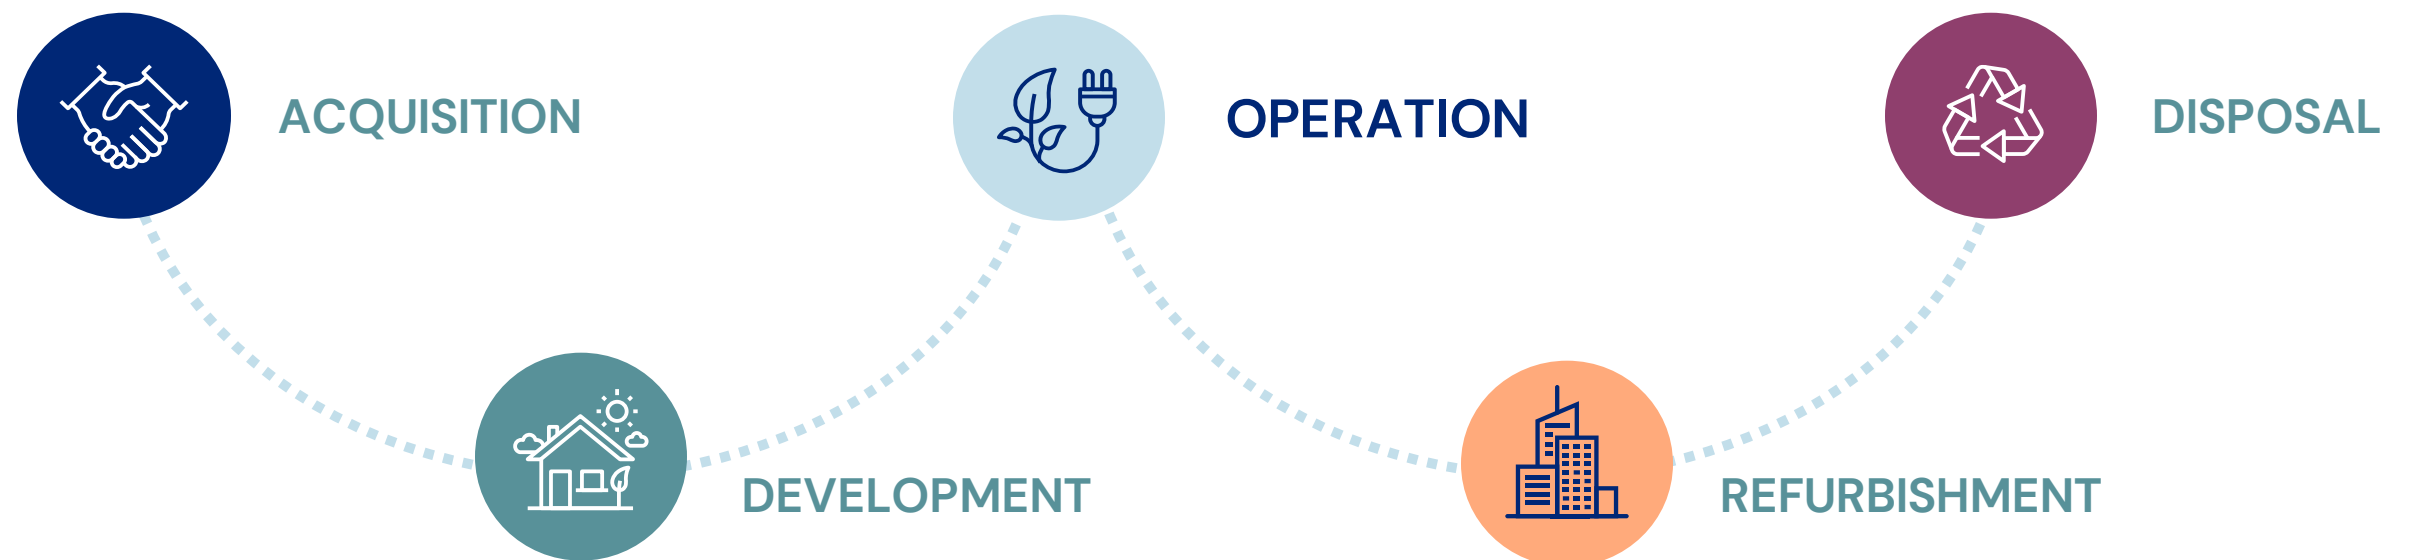 ACQUISITION
DEVELOPMENT
OPERATION
REFURBISHMENT
DISPOSAL